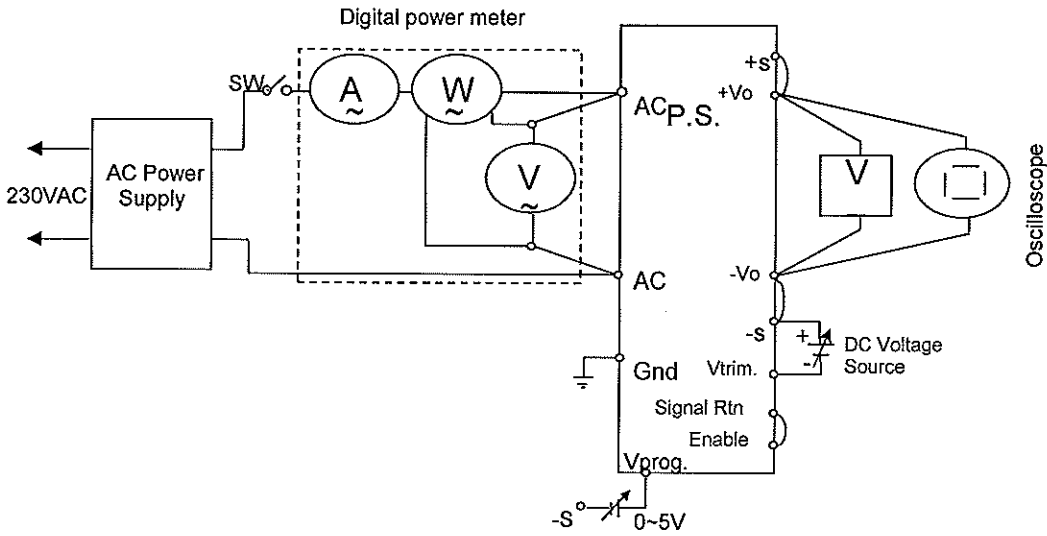 Digital power meter
SW
A
~
W
~
V
~
AC Power
Supply
230VAC
AC
P.S.
AC
Gnd
+s
+Vo
V
Oscilloscope
-Vo
-s
+
-
DC Voltage
Source
Vtrim.
Signal Rtn
Enable
Vprog.
-S
0~5V